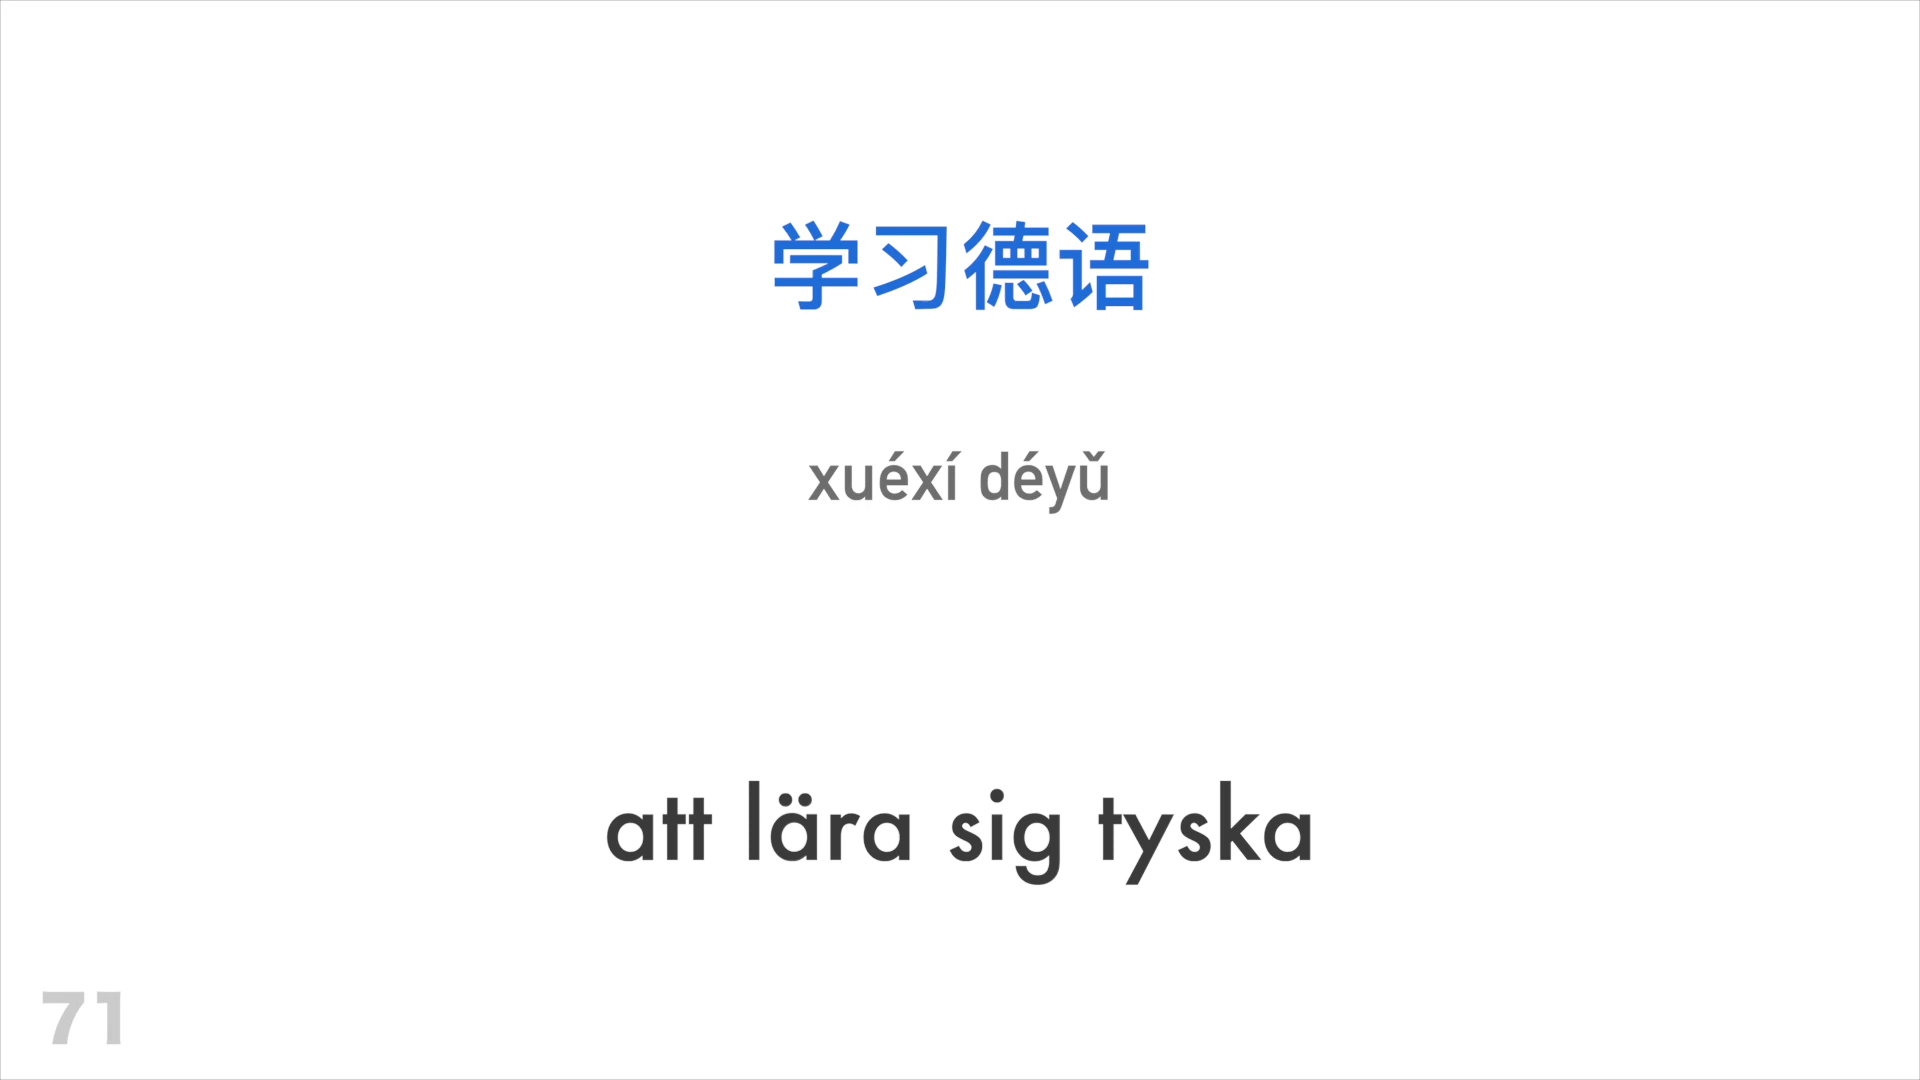 学习德语
xuéxí déyǔ
att lära sig tyska
71